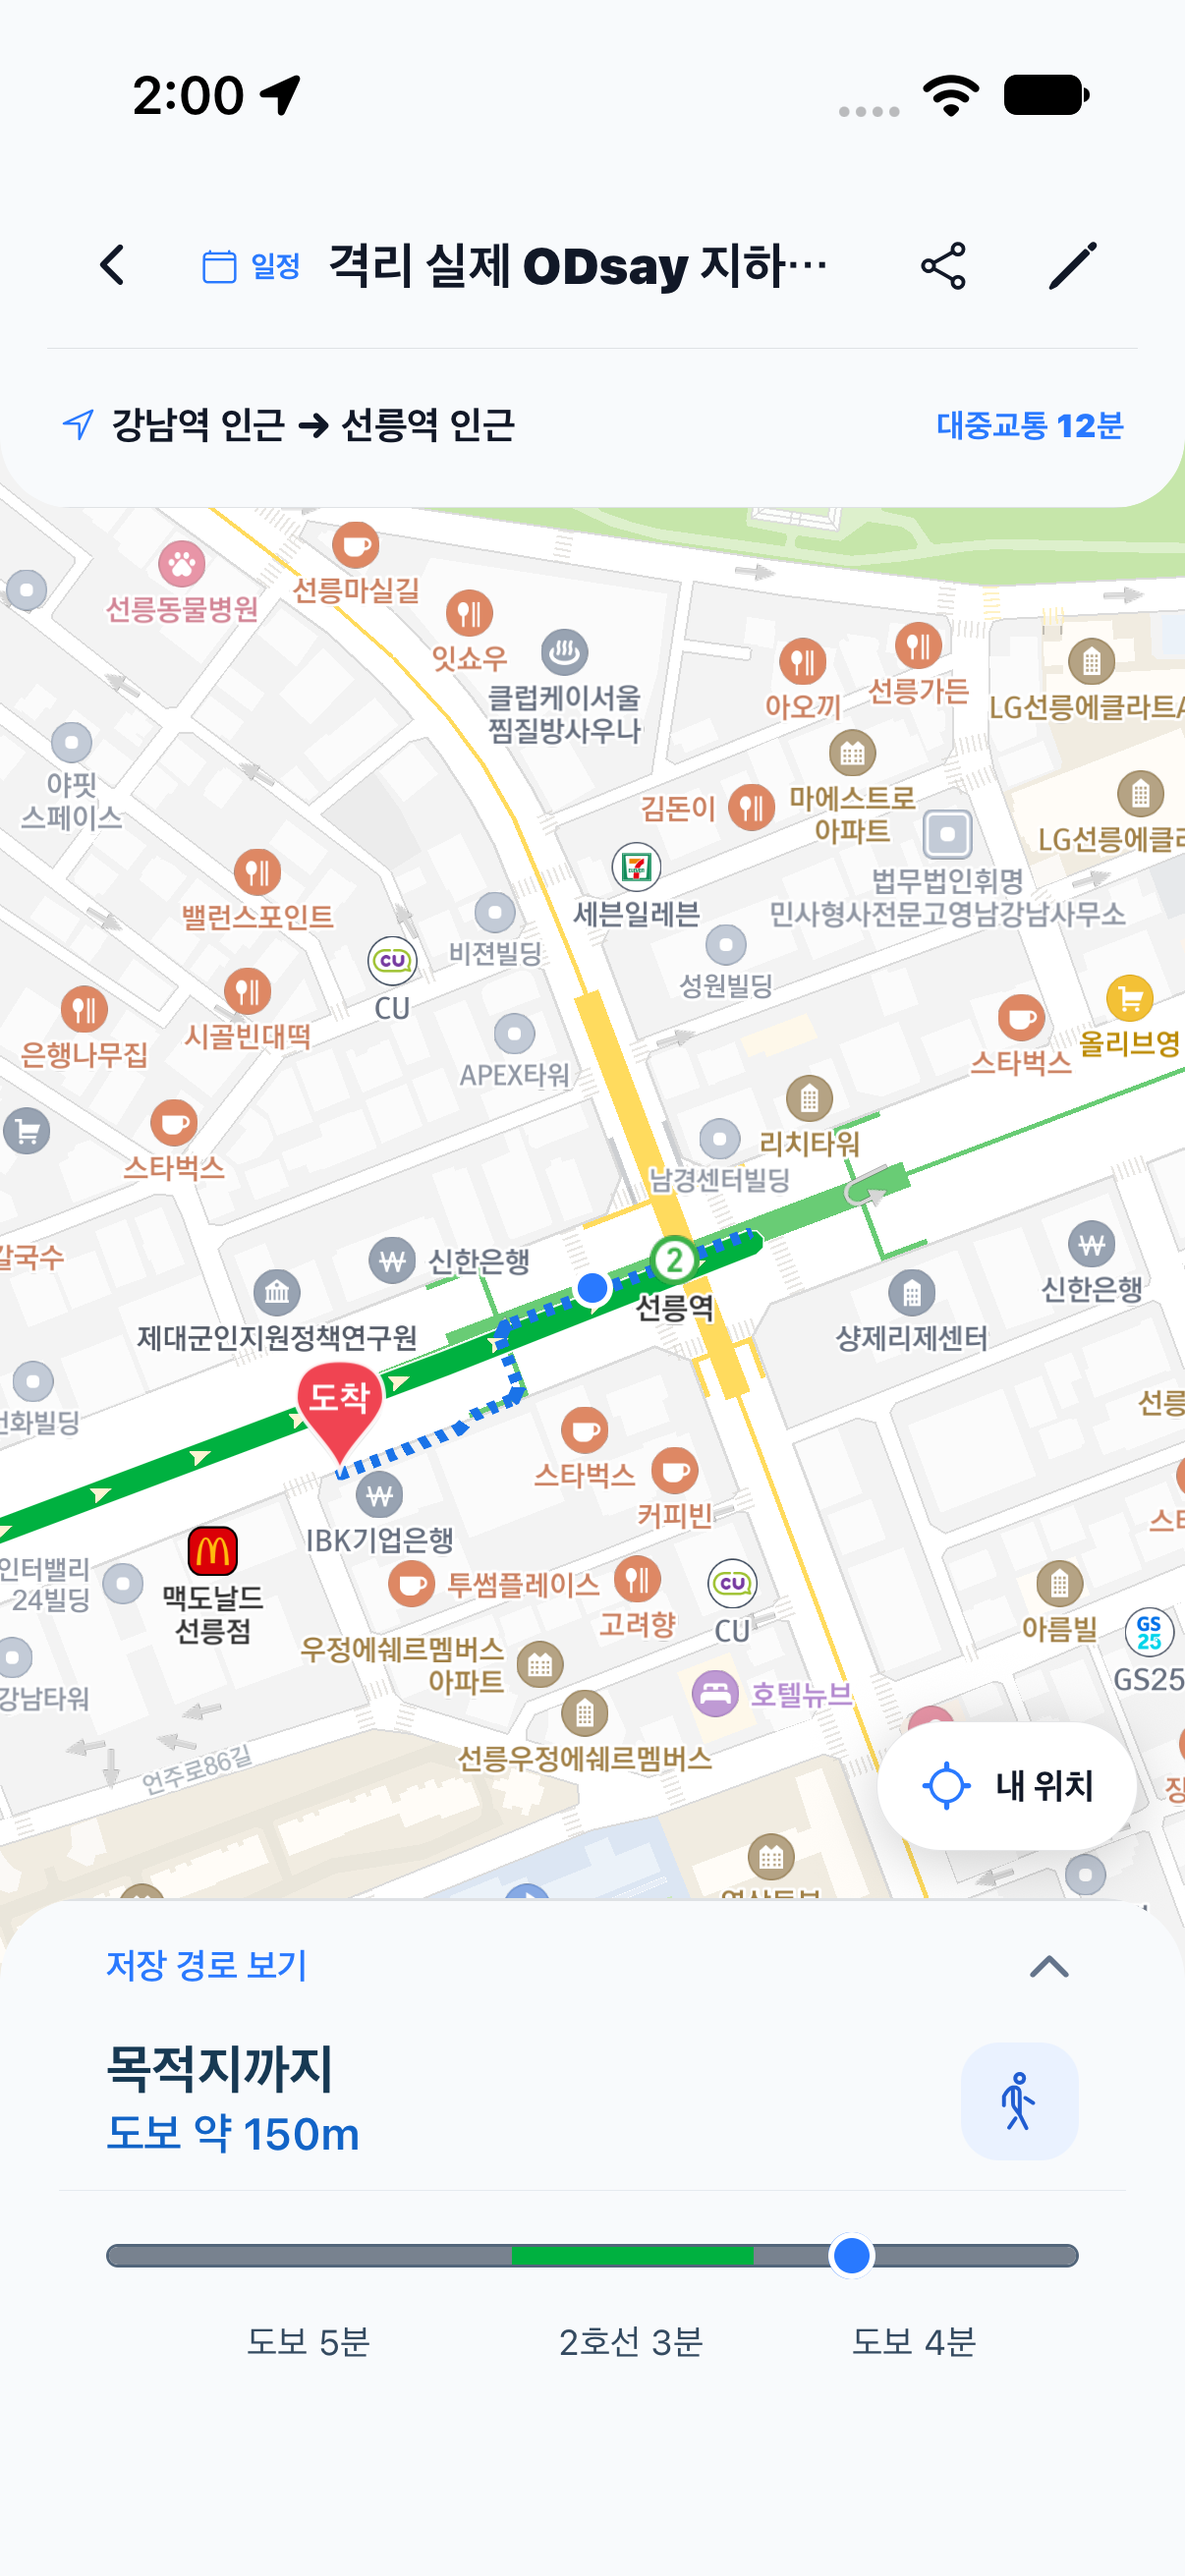 2:00
일정 격리 실제 ODsay 지하…
강남역 인근 → 선릉역 인근
대중교통 12분
선릉마실길
선릉동물병원
잇쇼우
클럽케이서울
찜질방사우나
아오끼
선릉가든
LG선릉에클라트
야핏
스페이스
김돈이
마에스트로
아파트
LG선릉에클
법무법인휘명
민사형사전문고영남강남사무소
세븐일레븐
밸런스포인트
비젼빌딩
성원빌딩
CU
은행나무집
시골빈대떡
APEX타워
스타벅스
올리브영
스타벅스
리치타워
남경센터빌딩
칼국수
신한은행
2
선릉역
신한은행
제대군인지원정책연구원
샹제리제센터
도착
화빌딩
선릉
스타벅스
커피빈
IBK기업은행
인터밸리
24빌딩
맥도날드
선릉점
투썸플레이스
고려향
CU
아름빌
GS
25
GS25
우정에쉐르멤버스
아파트
강남타워
호텔뉴브
선릉우정에쉐르멤버스
언주로86길
내 위치
저장 경로 보기
목적지까지
도보 약 150m
도보 5분
2호선 3분
도보 4분